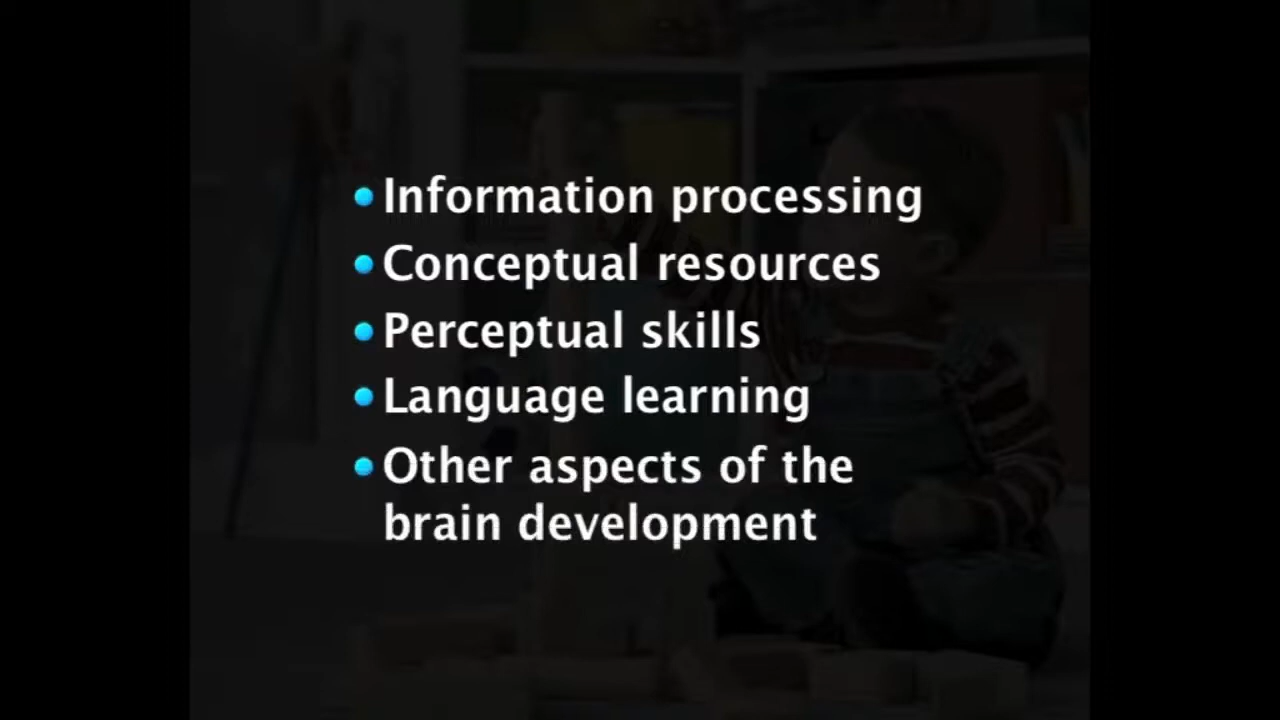 • Information processing
• Conceptual resources
• Perceptual skills
• Language learning
• Other aspects of the
brain development